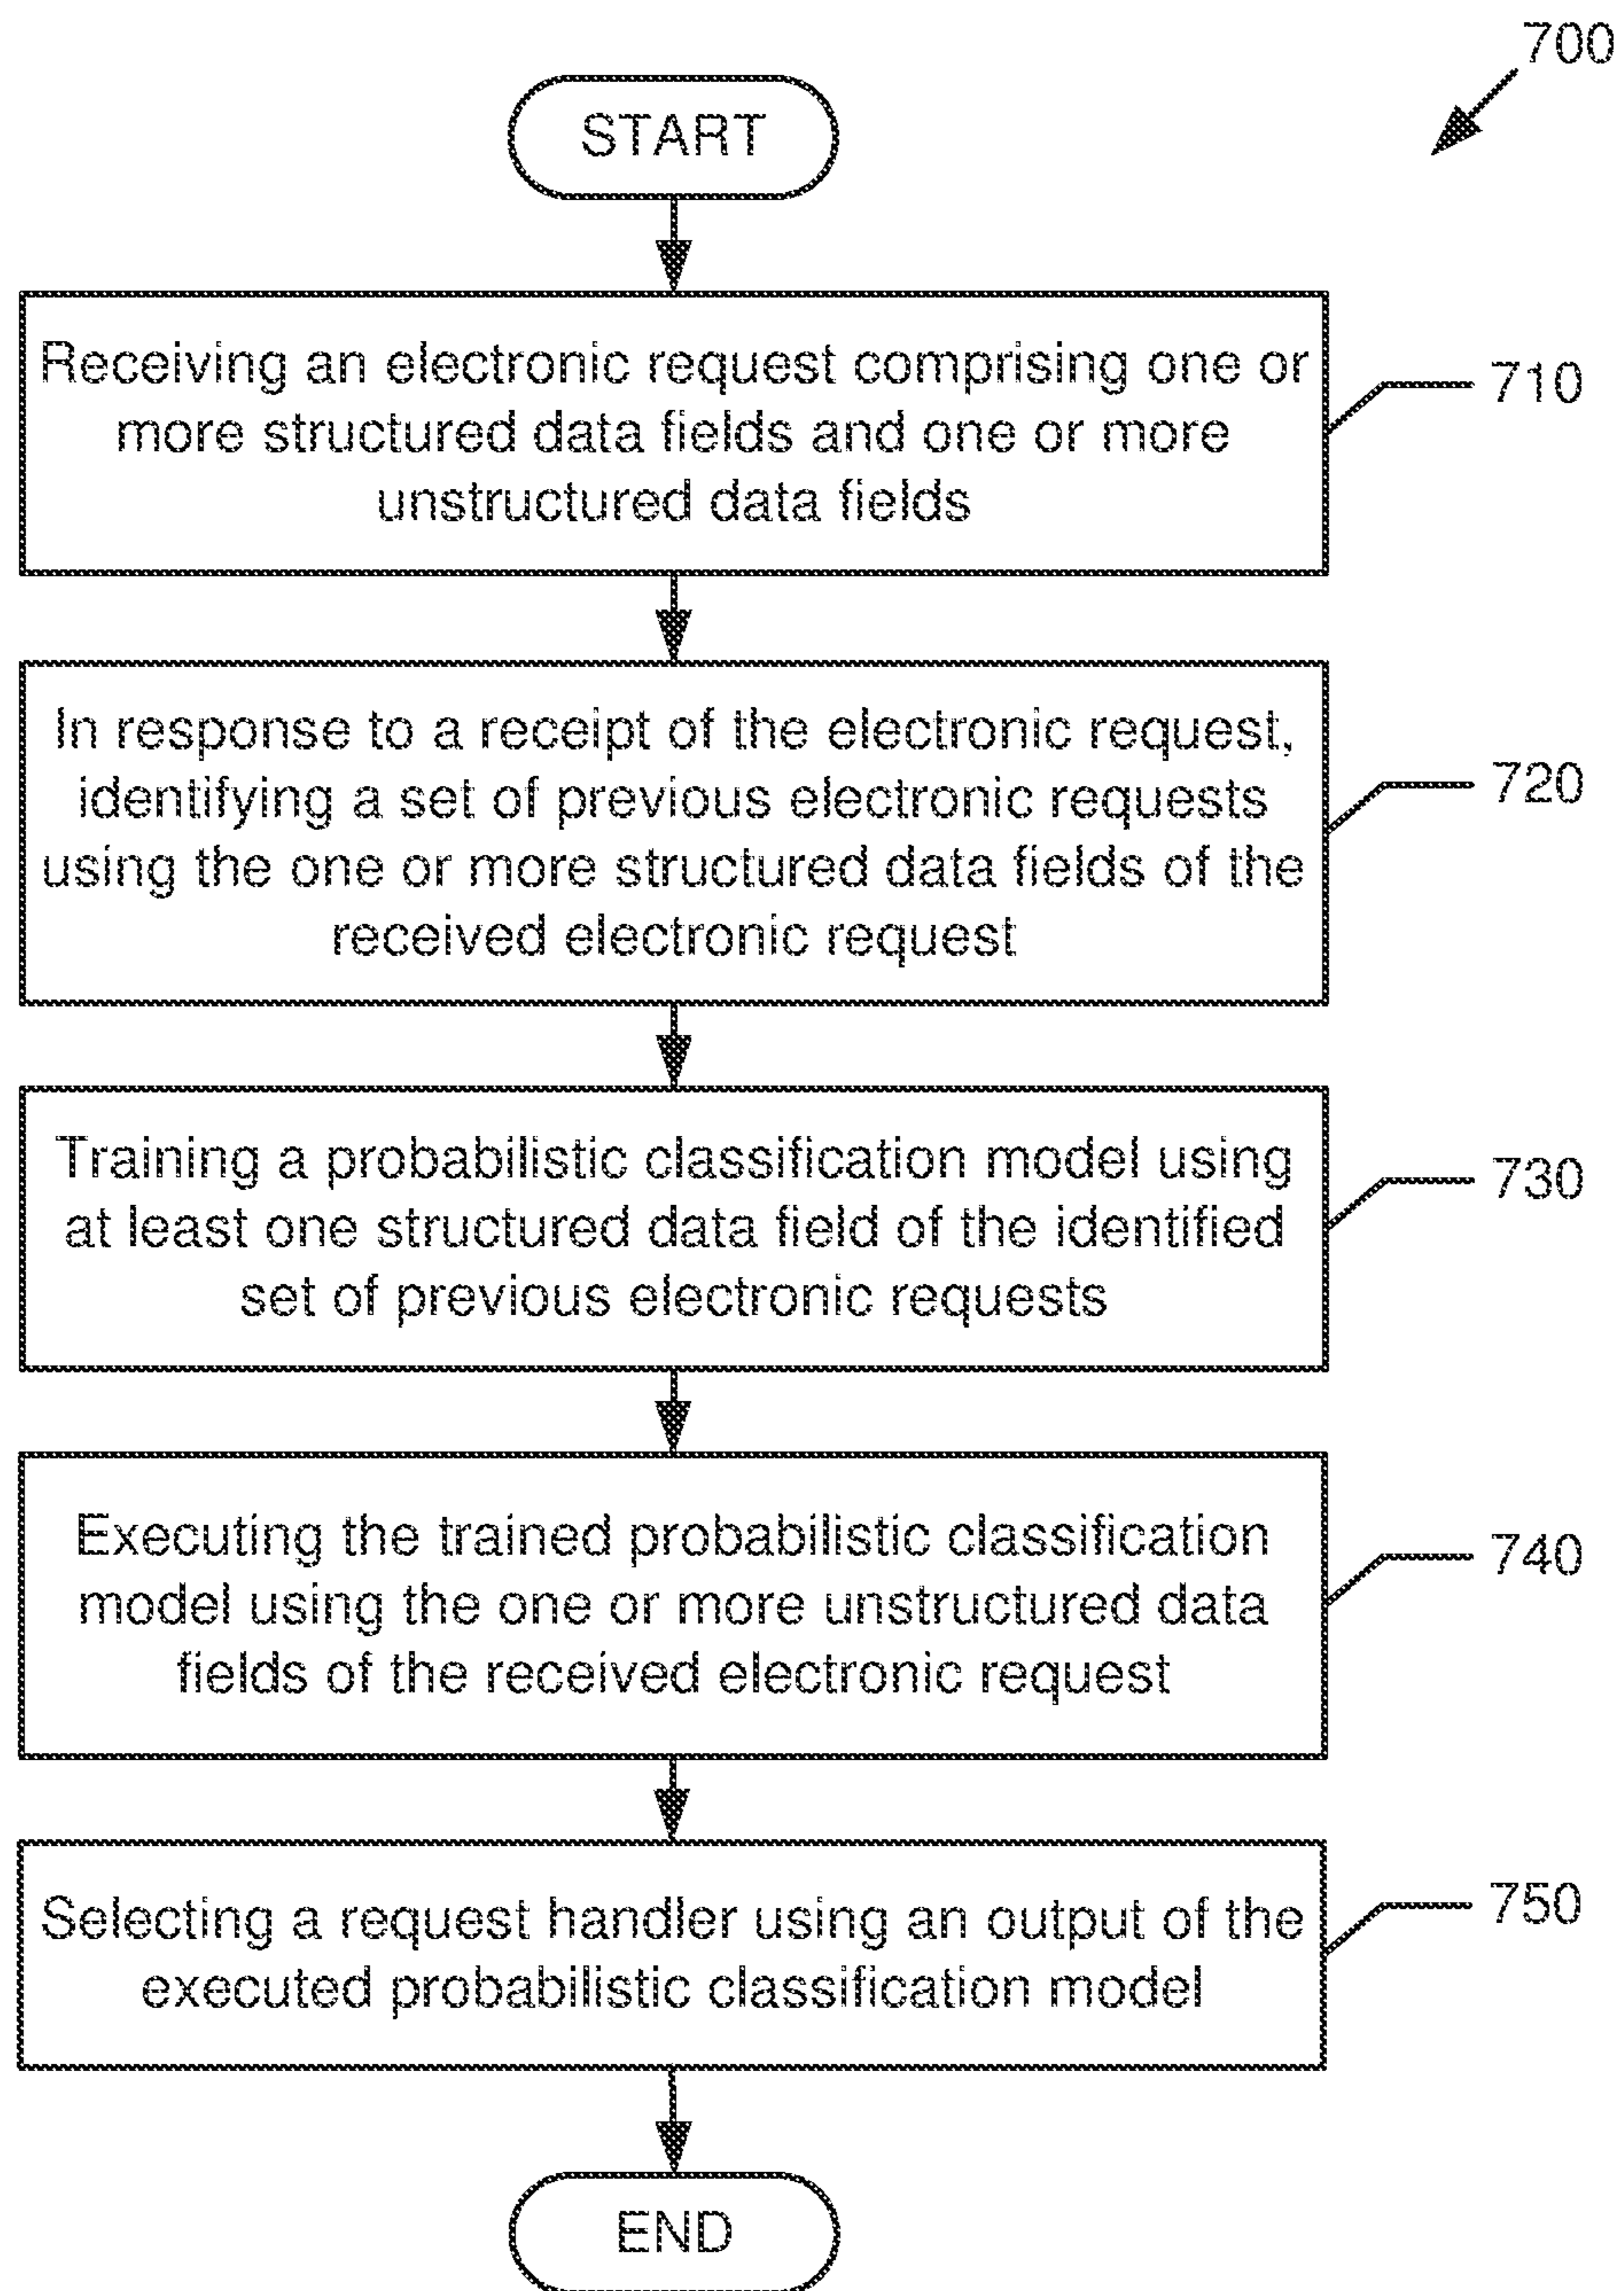 700
START
Receiving an electronic request comprising one or
more structured data fields and one or more
unstructured data fields
710
In response to a receipt of the electronic request,
identifying a set of previous electronic requests
using the one or more structured data fields of the
received electronic request
720
Training a probabilistic classification model using
at least one structured data field of the identified
set of previous electronic requests
730
Executing the trained probabilistic classification
model using the one or more unstructured data
fields of the received electronic request
740
Selecting a request handler using an output of the
executed probabilistic classification model
750
END